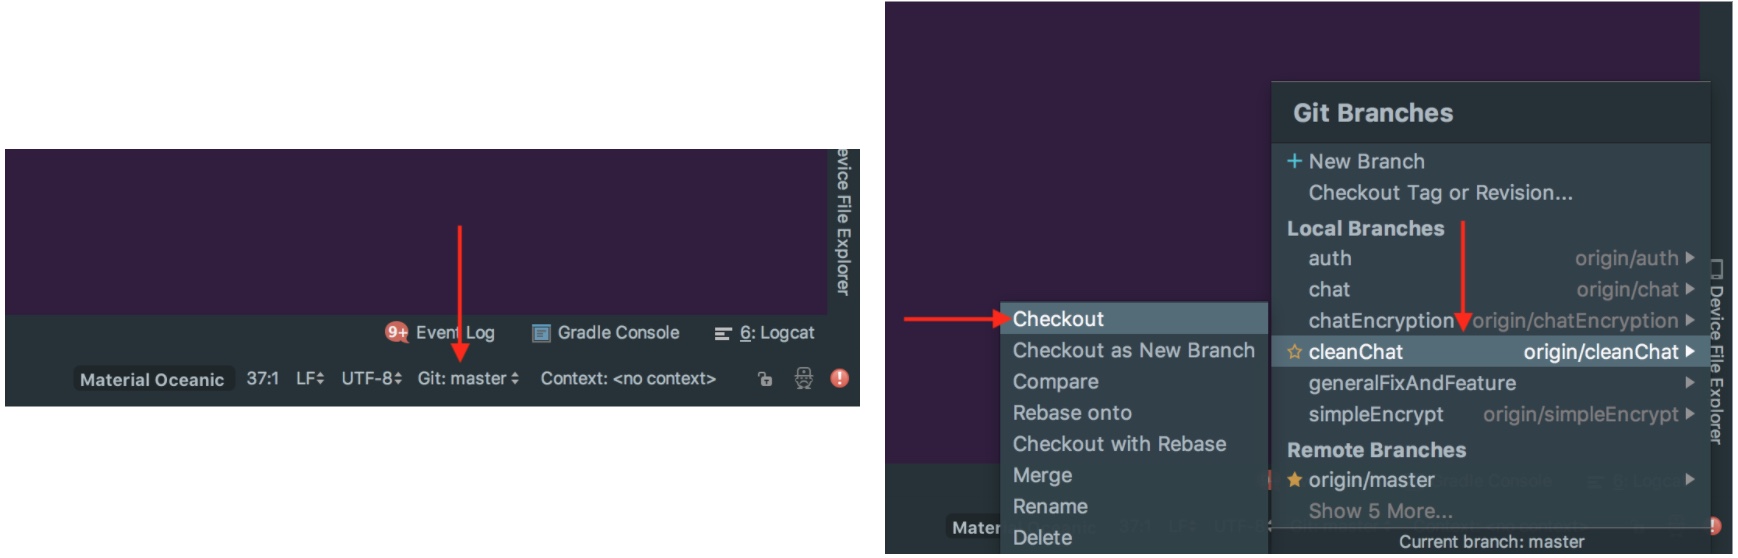 evice File Explorer
9+ Event Log Gradle Console 6: Logcat
Material Oceanic 37:1 LF UTF-8 Git: master Context: <no context>
Git Branches
+ New Branch
Checkout Tag or Revision...
Local Branches
auth origin/auth
chat origin/chat
chatEncryption origin/chatEncryption
cleanChat origin/cleanChat
generalFixAndFeature
simpleEncrypt origin/simpleEncrypt
Remote Branches
origin/master
Show 5 More...
Current branch: master
Checkout
Checkout as New Branch
Compare
Rebase onto
Checkout with Rebase
Merge
Rename
Delete
Device File Explorer
Mater